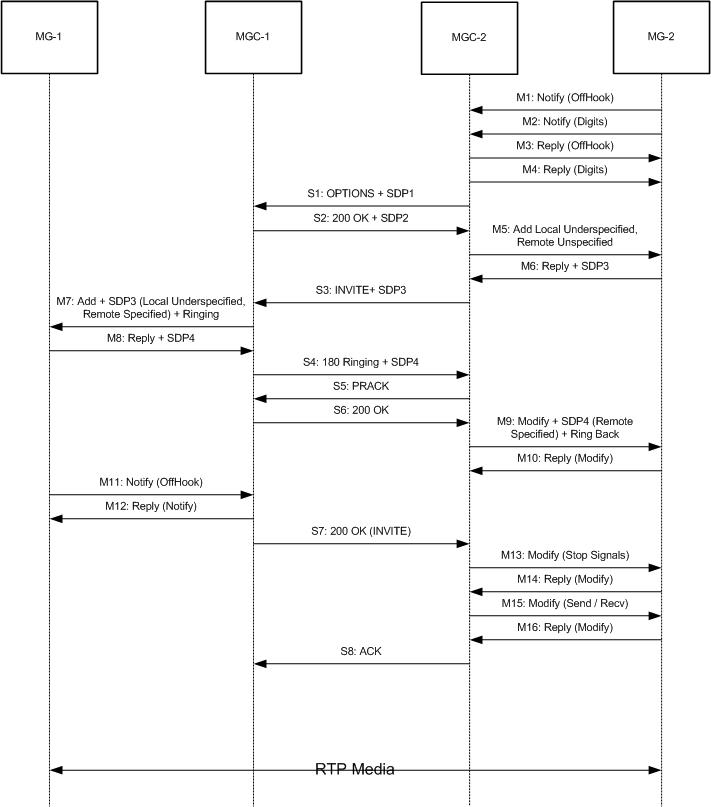 MG-1
MGC-1
MGC-2
MG-2
M1: Notify (OffHook)
M2: Notify (Digits)
M3: Reply (OffHook)
M4: Reply (Digits)
S1: OPTIONS + SDP1
S2: 200 OK + SDP2
M5: Add Local Underspecified,
Remote Unspecified
M6: Reply + SDP3
S3: INVITE+ SDP3
M7: Add + SDP3 (Local Underspecified,
Remote Specified) + Ringing
M8: Reply + SDP4
S4: 180 Ringing + SDP4
S5: PRACK
S6: 200 OK
M9: Modify + SDP4 (Remote
Specified) + Ring Back
M10: Reply (Modify)
M11: Notify (OffHook)
M12: Reply (Notify)
S7: 200 OK (INVITE)
M13: Modify (Stop Signals)
M14: Reply (Modify)
M15: Modify (Send / Recv)
M16: Reply (Modify)
S8: ACK
RTP Media